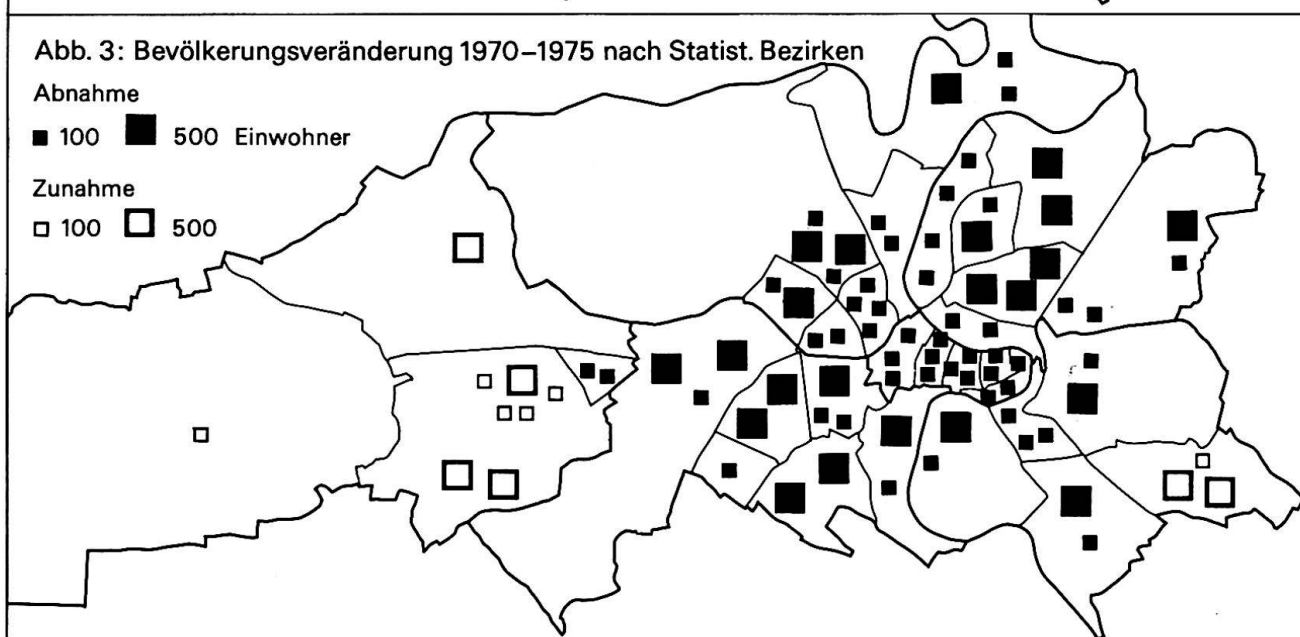 Abb. 3: Bevölkerungsveränderung 1970–1975 nach Statist. Bezirken
Abnahme
100 500 Einwohner
Zunahme
100 500